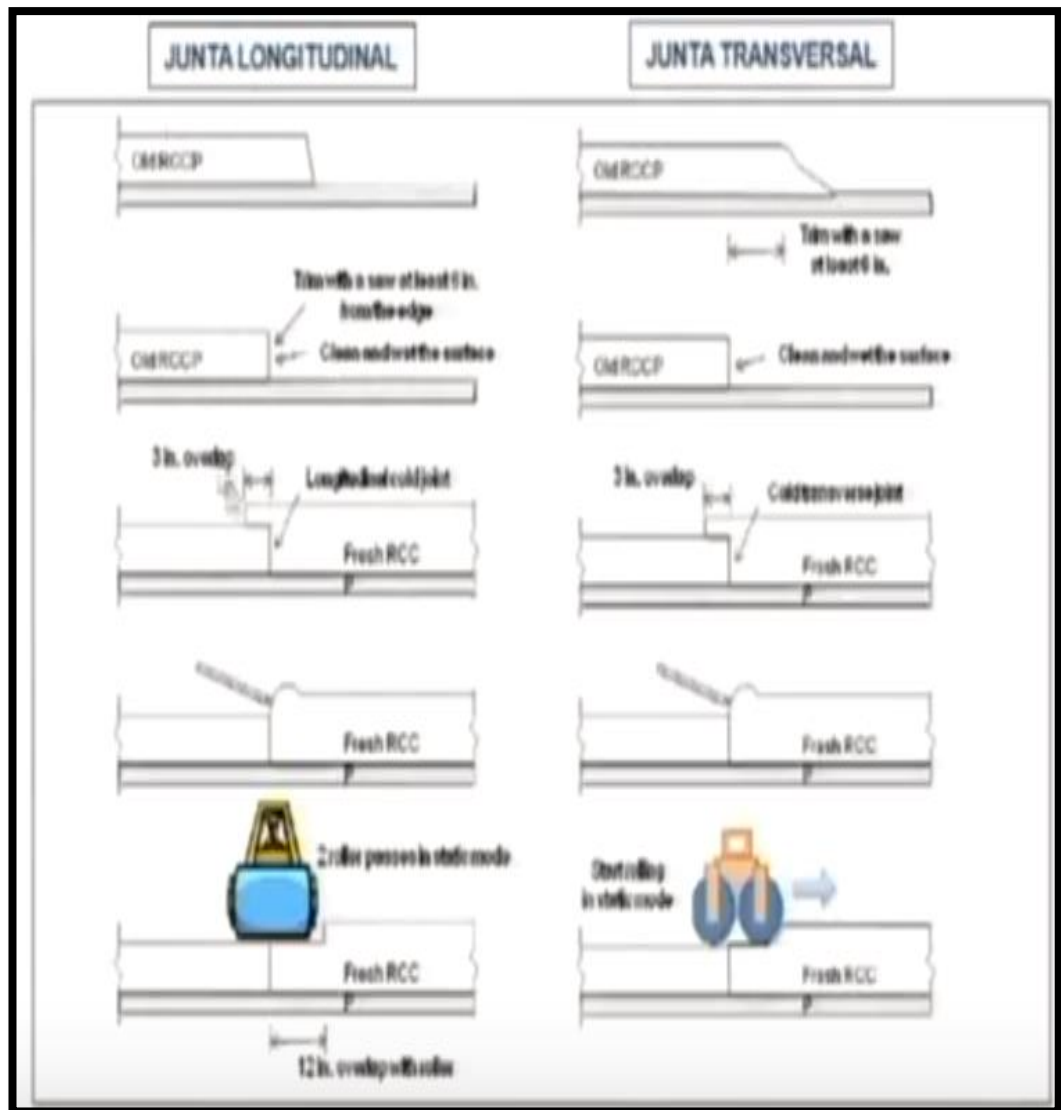 JUNTA LONGITUDINAL
JUNTA TRANSVERSAL
Old RCCP
Old RCCP
Trim with a saw
at least 6 in.
Trim with a saw at least 6 in.
from the edge
Clean and wet the surface
Old RCCP
Clean and wet the surface
Old RCCP
3 in. overlap
Longitudinal cold joint
Fresh RCC
3 in. overlap
Cold transverse joint
Fresh RCC
Fresh RCC
Fresh RCC
2 roller passes in static mode
Fresh RCC
12 in. overlap with roller
Start rolling
in static mode
Fresh RCC